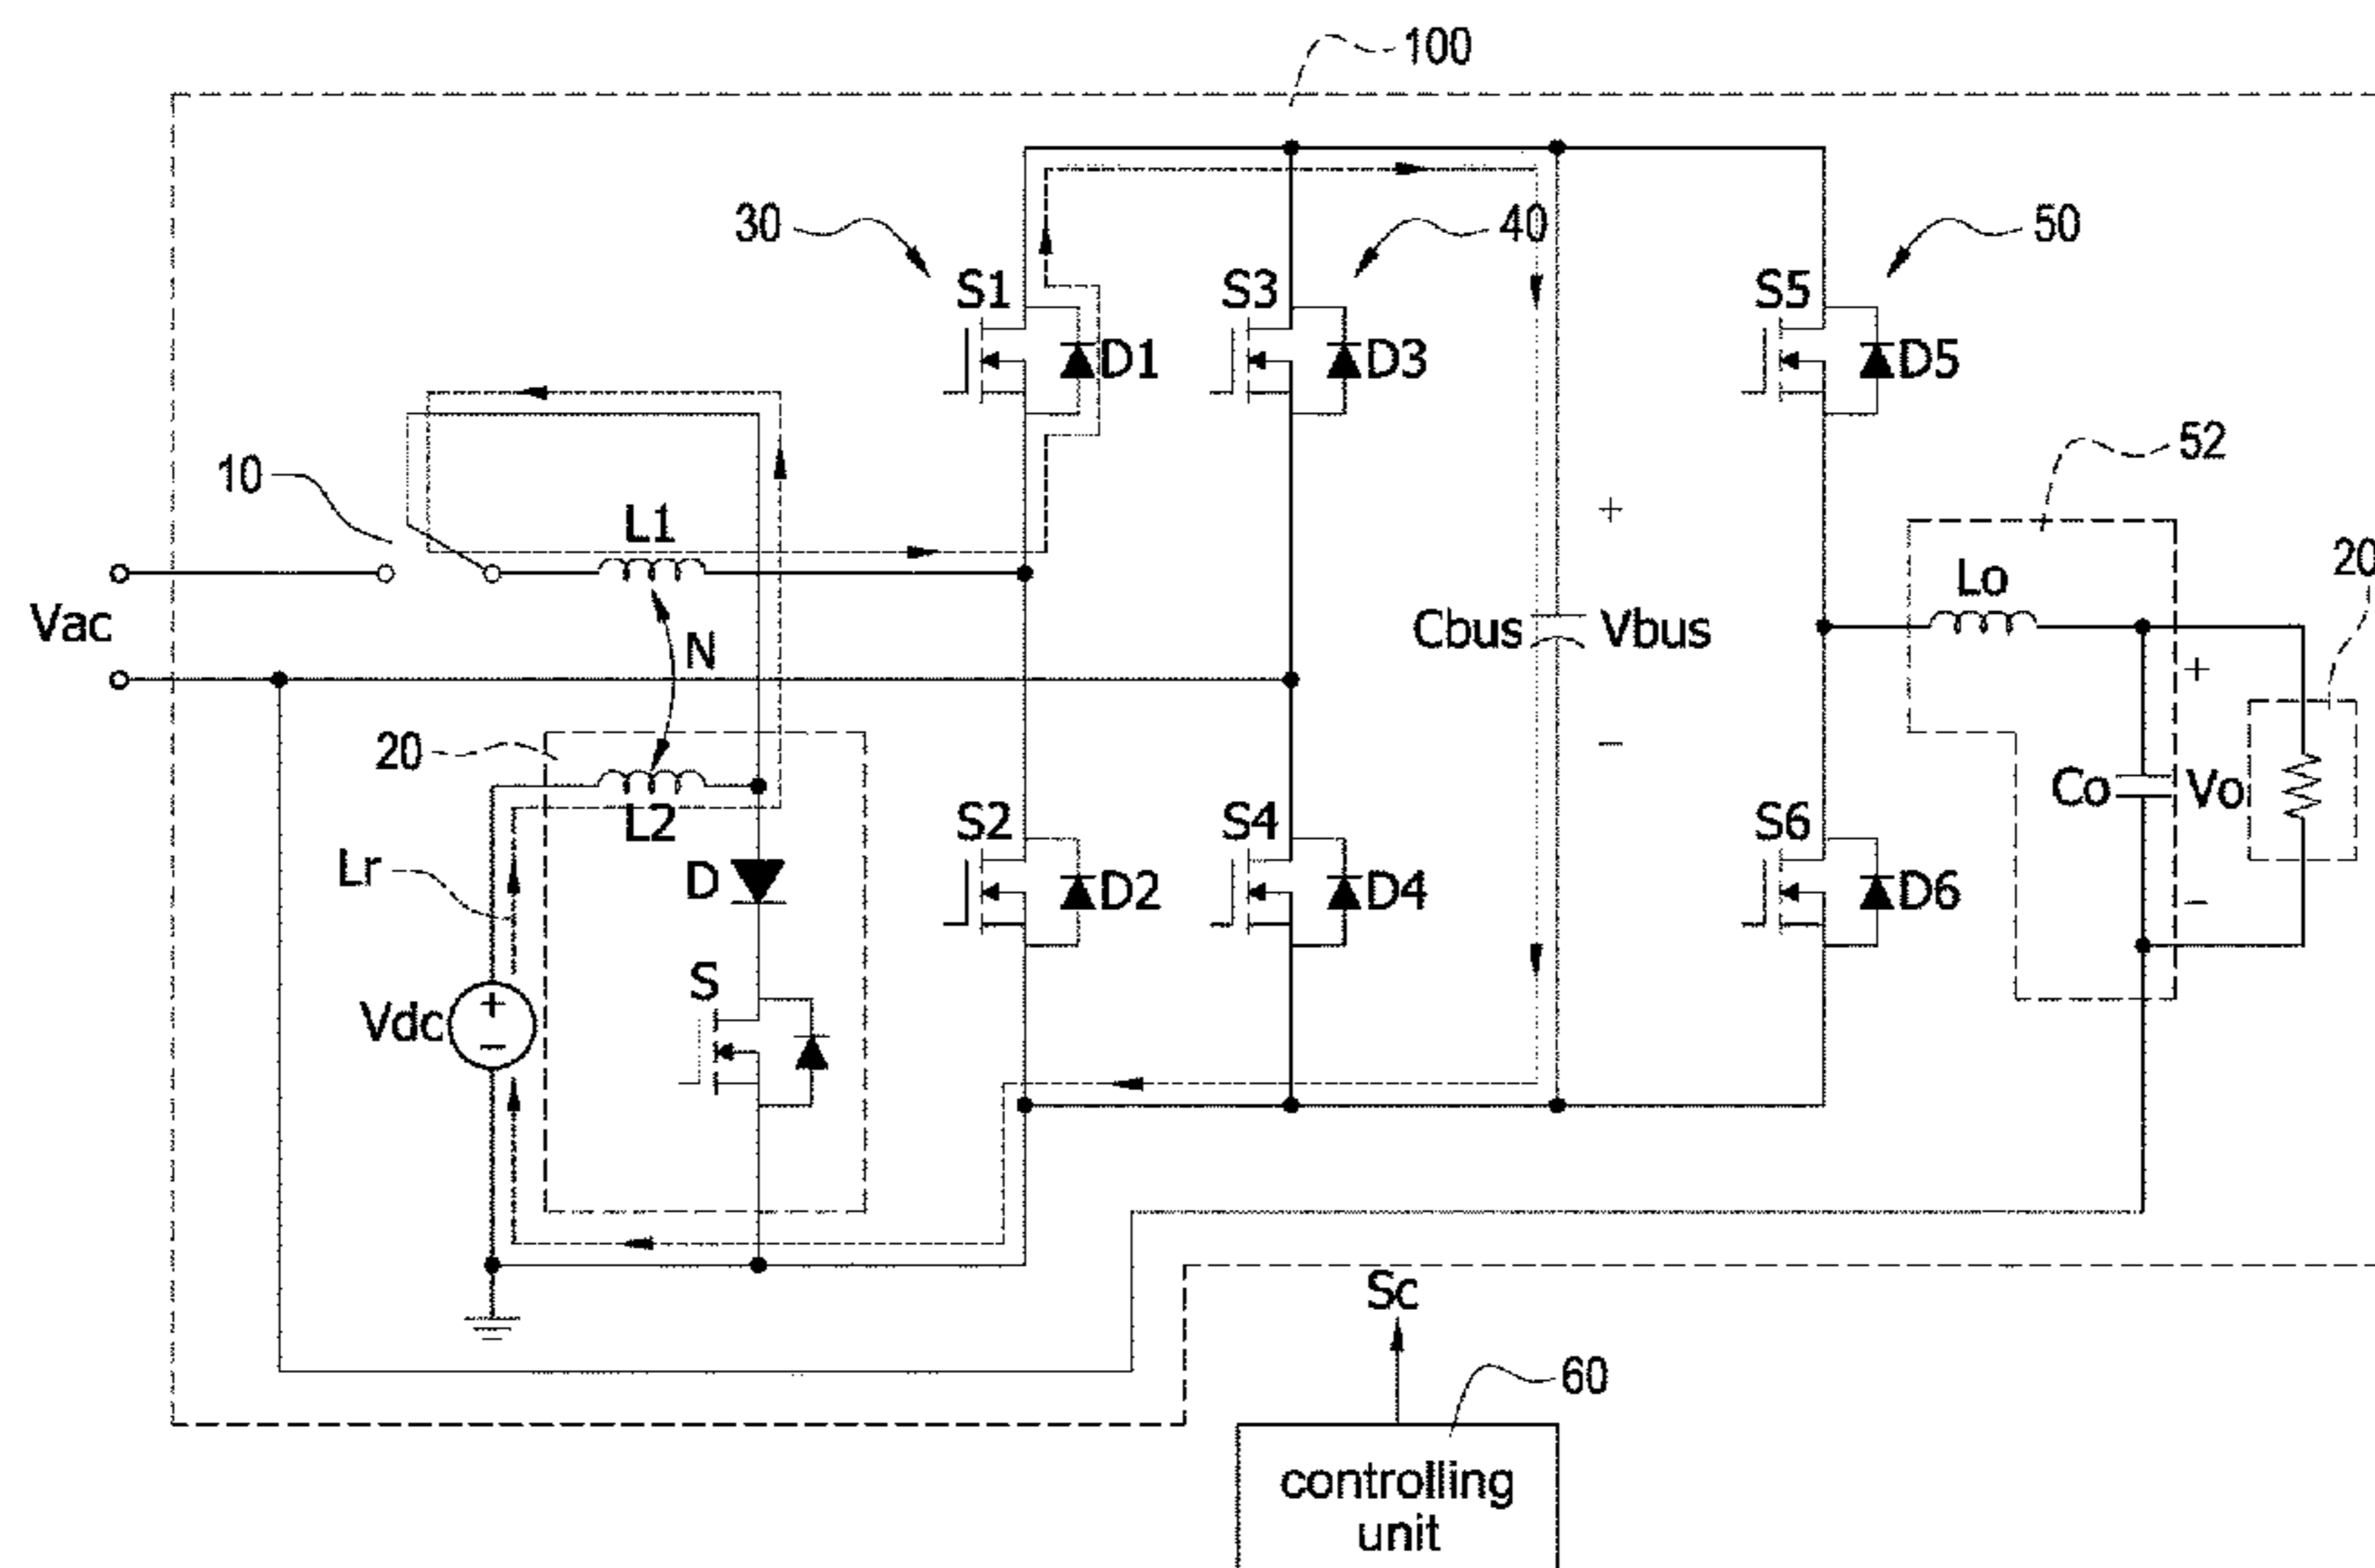 100
30
40
50
S1
S3
S5
D1
D3
D5
52
10
L1
Lo
20
Vac
N
Cbus
Vbus
+
−
+
20
L2
S2
S4
S6
Co
Vo
Lr
D
D2
D4
D6
−
S
Vdc
+
−
Sc
60
controlling
unit